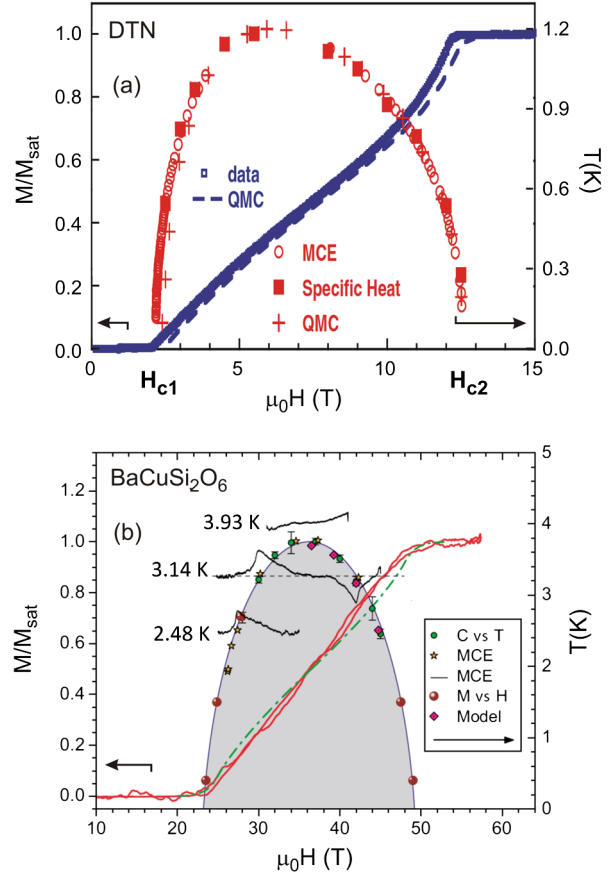 DTN
(a)
M/M_sat
1.0
0.8
0.6
0.4
0.2
0.0
data
QMC
MCE
Specific Heat
QMC
1.2
0.9
0.6
0.3
0.0
T(K)
0 5 10 15
H_c1 H_c2
μ₀H (T)
BaCuSi₂O₆
(b)
M/M_sat
1.2
1.0
0.8
0.6
0.4
0.2
0.0
3.93 K
3.14 K
2.48 K
C vs T
MCE
MCE
M vs H
Model
5
4
3
2
1
0
T(K)
10 20 30 40 50 60
μ₀H (T)